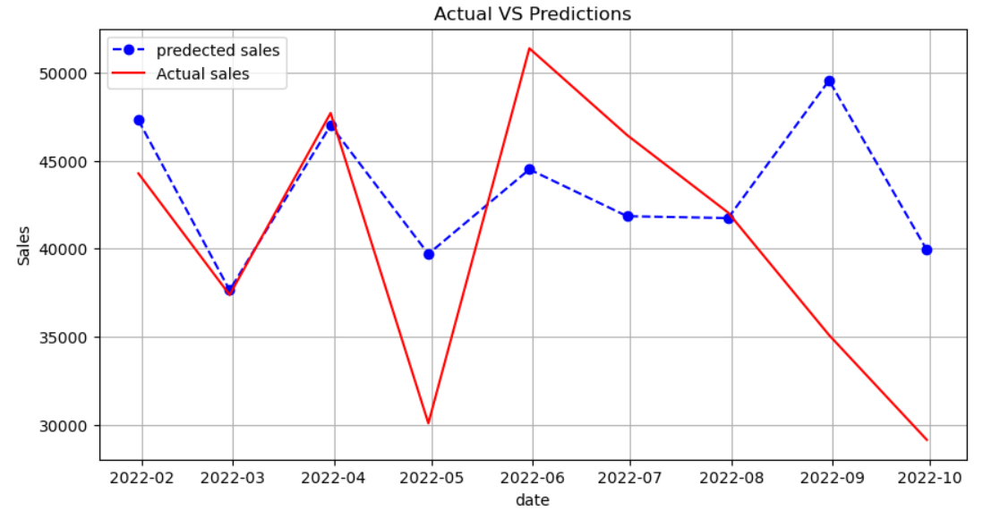 Actual VS Predictions
predected sales
Actual sales
50000
45000
40000
35000
30000
Sales
2022-02 2022-03 2022-04 2022-05 2022-06 2022-07 2022-08 2022-09 2022-10
date